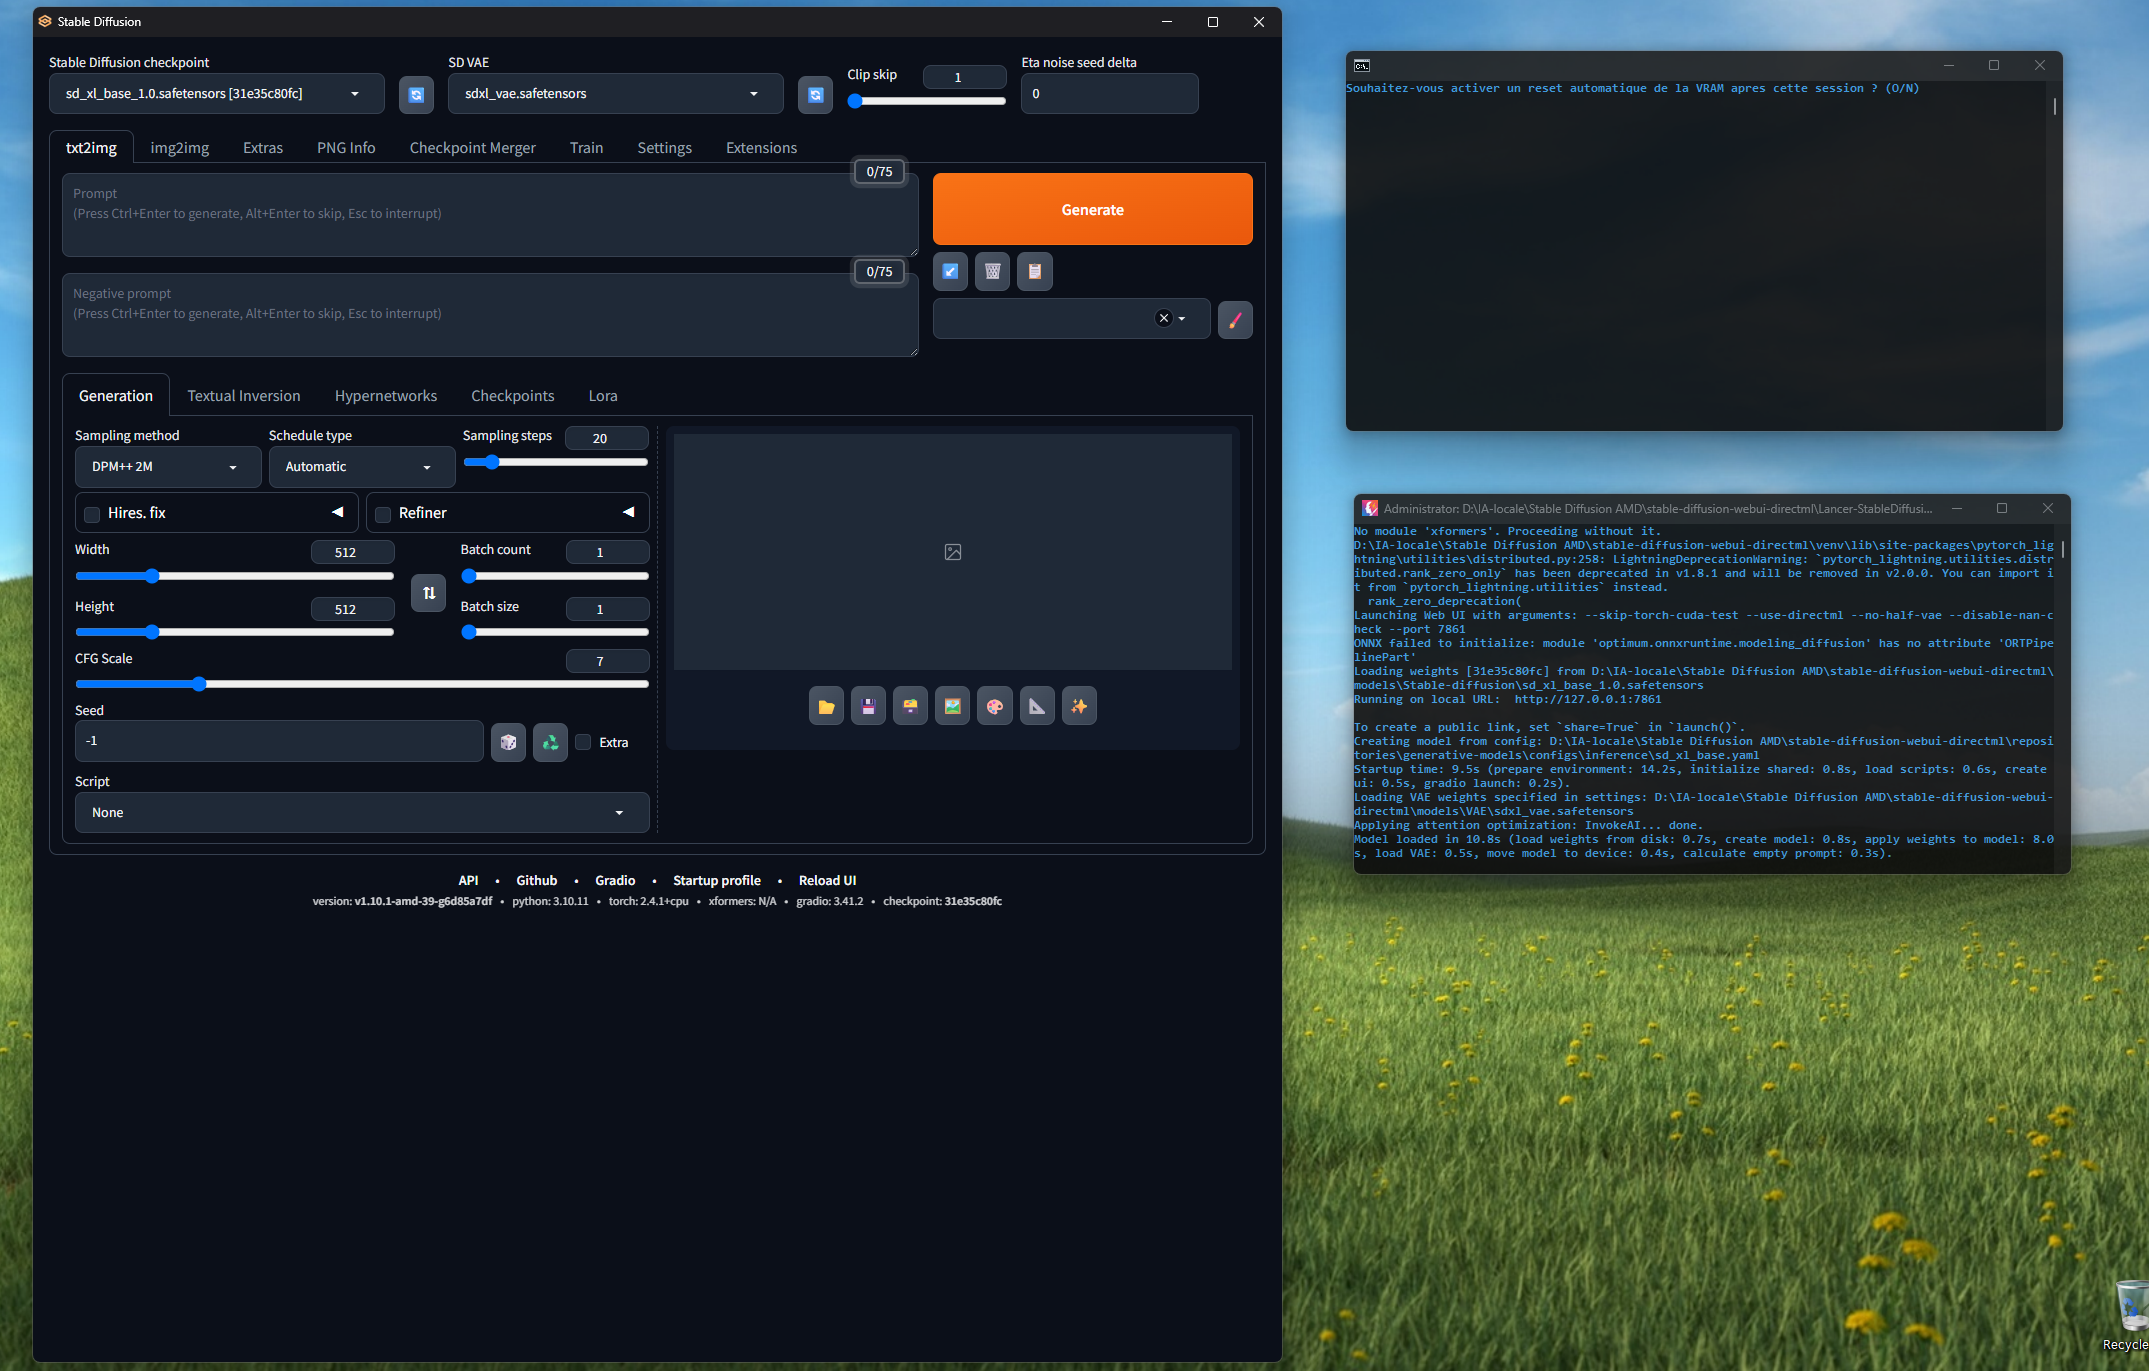 Stable Diffusion
Stable Diffusion checkpoint
sd_xl_base_1.0.safetensors [31e35c80fc]
SD VAE
sdxl_vae.safetensors
Clip skip
1
Eta noise seed delta
0
txt2img
img2img
Extras
PNG Info
Checkpoint Merger
Train
Settings
Extensions
0/75
Prompt
(Press Ctrl+Enter to generate, Alt+Enter to skip, Esc to interrupt)
Generate
0/75
Negative prompt
(Press Ctrl+Enter to generate, Alt+Enter to skip, Esc to interrupt)
Generation
Textual Inversion
Hypernetworks
Checkpoints
Lora
Sampling method
DPM++ 2M
Schedule type
Automatic
Sampling steps
20
Hires. fix
Refiner
Width
512
Batch count
1
Height
512
Batch size
1
CFG Scale
7
Seed
-1
Extra
Script
None
API • Github • Gradio • Startup profile • Reload UI
version: v1.10.1-amd-39-g6d85a7df • python: 3.10.11 • torch: 2.4.1+cpu • xformers: N/A • gradio: 3.41.2 • checkpoint: 31e35c80fc
Souhaitez-vous activer un reset automatique de la VRAM apres cette session ? (O/N)
Administrator: D:\IA-locale\Stable Diffusion AMD\stable-diffusion-webui-directml\Lancer-StableDiffusi...
No module 'xformers'. Proceeding without it.
D:\IA-locale\Stable Diffusion AMD\stable-diffusion-webui-directml\venv\lib\site-packages\pytorch_lig
htning\utilities\distributed.py:258: LightningDeprecationWarning: `pytorch_lightning.utilities.distr
ibuted.rank_zero_only` has been deprecated in v1.8.1 and will be removed in v2.0.0. You can import i
t from `pytorch_lightning.utilities` instead.
rank_zero_deprecation(
Launching Web UI with arguments: --skip-torch-cuda-test --use-directml --no-half-vae --disable-nan-c
heck --port 7861
ONNX failed to initialize: module 'optimum.onnxruntime.modeling_diffusion' has no attribute 'ORTPipe
linePart'
Loading weights [31e35c80fc] from D:\IA-locale\Stable Diffusion AMD\stable-diffusion-webui-directml\
models\Stable-diffusion\sd_xl_base_1.0.safetensors
Running on local URL:  http://127.0.0.1:7861
To create a public link, set `share=True` in `launch()`.
Creating model from config: D:\IA-locale\Stable Diffusion AMD\stable-diffusion-webui-directml\reposi
tories\generative-models\configs\inference\sd_xl_base.yaml
Startup time: 9.5s (prepare environment: 14.2s, initialize shared: 0.8s, load scripts: 0.6s, create
ui: 0.5s, gradio launch: 0.2s).
Loading VAE weights specified in settings: D:\IA-locale\Stable Diffusion AMD\stable-diffusion-webui-
directml\models\VAE\sdxl_vae.safetensors
Applying attention optimization: InvokeAI... done.
Model loaded in 10.8s (load weights from disk: 0.7s, create model: 0.8s, apply weights to model: 8.0
s, load VAE: 0.5s, move model to device: 0.4s, calculate empty prompt: 0.3s).
Recycle